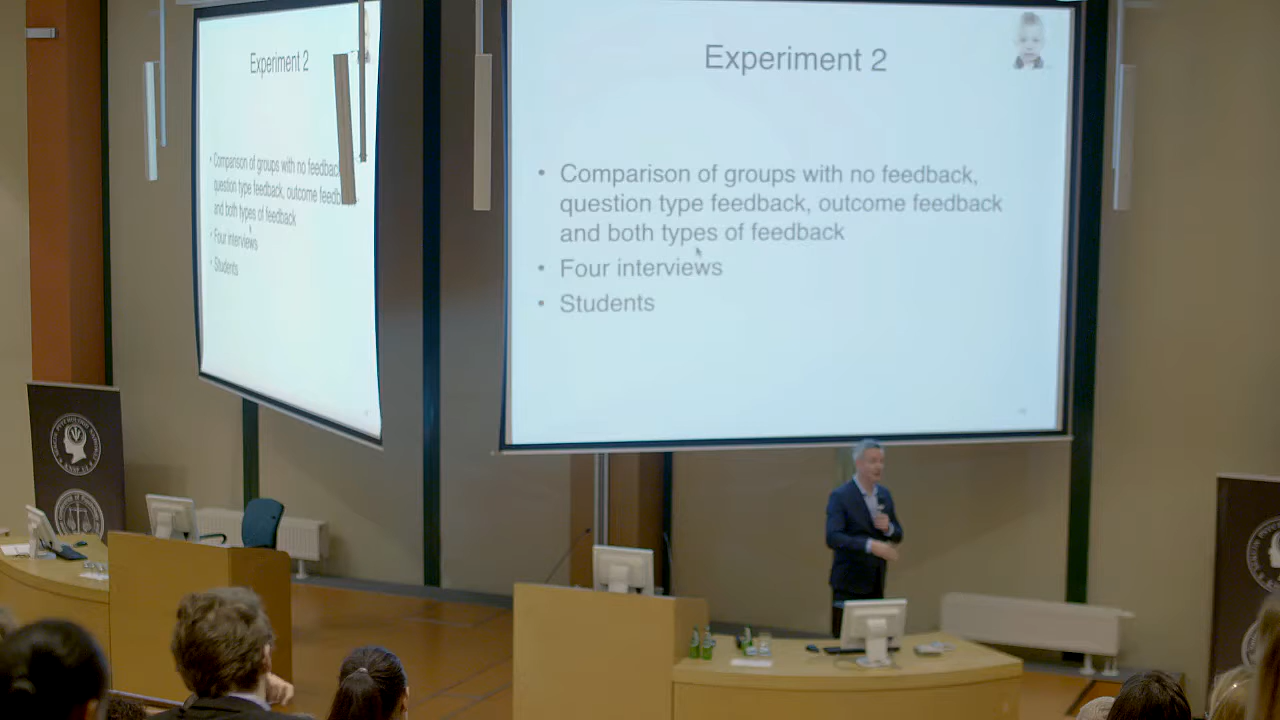 Experiment 2
• Comparison of groups with no feedback,
question type feedback, outcome feedback
and both types of feedback
• Four interviews
• Students
Experiment 2
• Comparison of groups with no feedback,
question type feedback, outcome feedback
and both types of feedback
• Four interviews
• Students